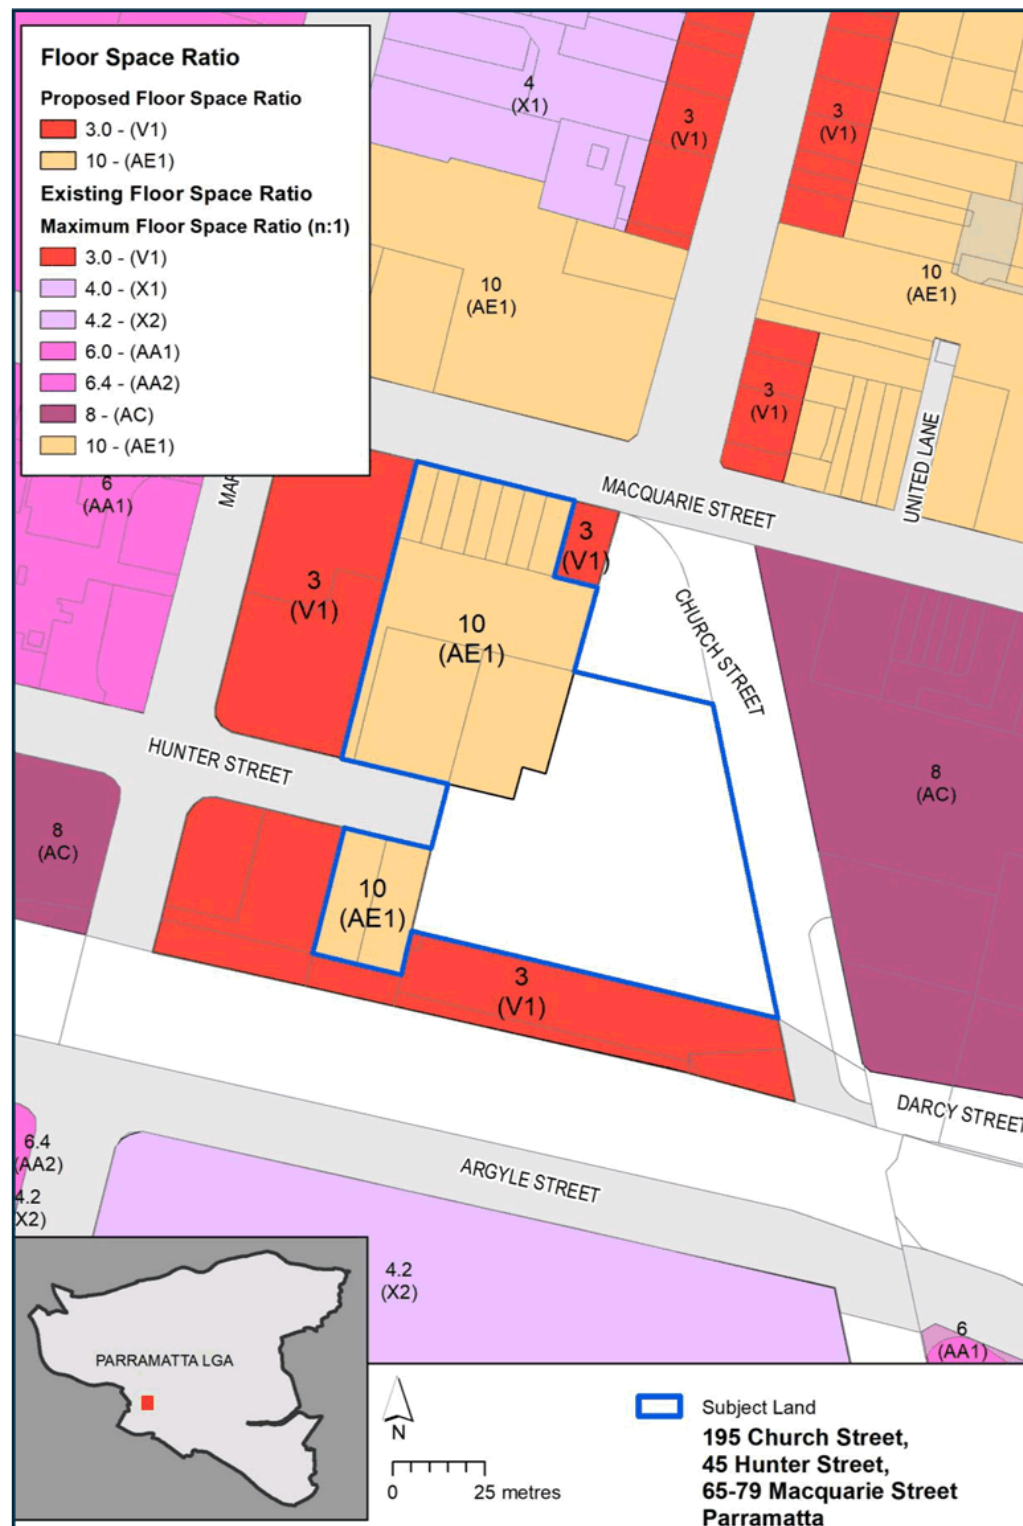 Floor Space Ratio
Proposed Floor Space Ratio
3.0 - (V1)
10 - (AE1)
Existing Floor Space Ratio
Maximum Floor Space Ratio (n:1)
3.0 - (V1)
4.0 - (X1)
4.2 - (X2)
6.0 - (AA1)
6.4 - (AA2)
8 - (AC)
10 - (AE1)
4
(X1)
3
(V1)
3
(V1)
10
(AE1)
10
(AE1)
3
(V1)
UNITED LANE
MACQUARIE STREET
6
(AA1)
MAR
3
(V1)
3
(V1)
10
(AE1)
CHURCH STREET
HUNTER STREET
8
(AC)
8
(AC)
10
(AE1)
3
(V1)
DARCY STREET
ARGYLE STREET
6.4
(AA2)
4.2
X2)
4.2
(X2)
6
(AA1)
PARRAMATTA LGA
N
0 25 metres
Subject Land
195 Church Street,
45 Hunter Street,
65-79 Macquarie Street
Parramatta